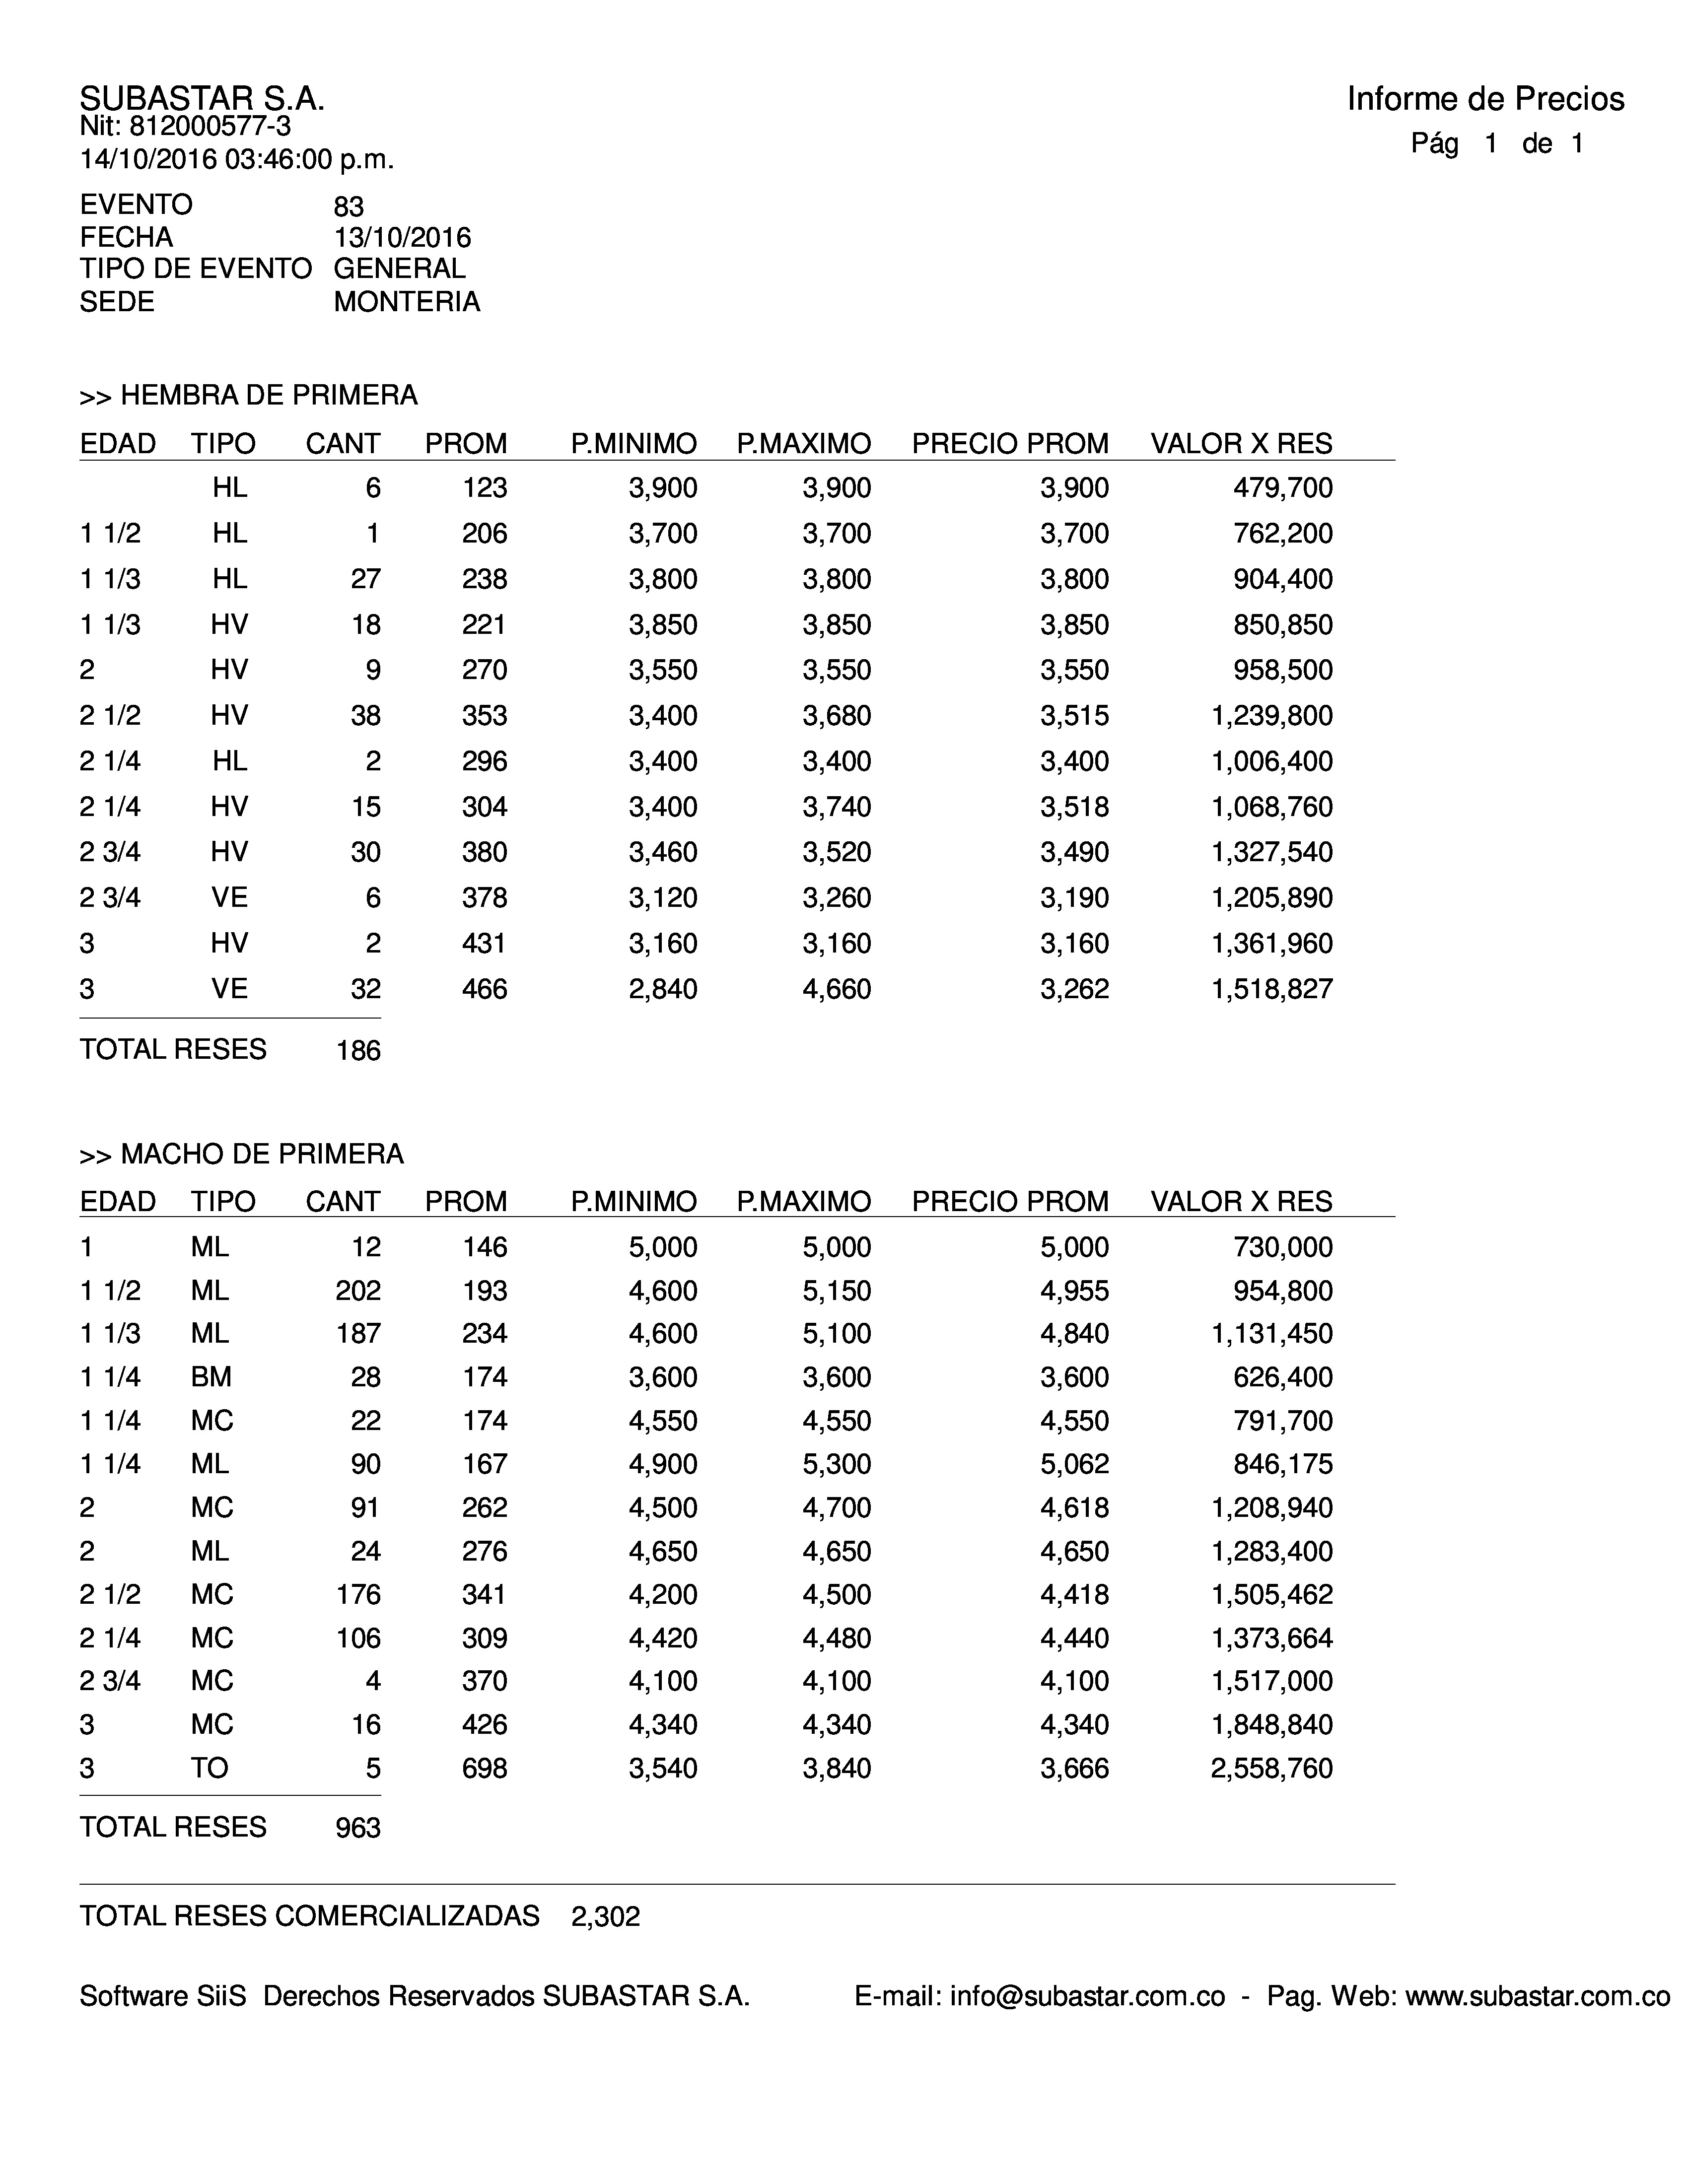 SUBASTAR S.A.
Informe de Precios
Nit: 812000577-3
Pág 1 de 1
14/10/2016 03:46:00 p.m.
EVENTO 83
FECHA 13/10/2016
TIPO DE EVENTO GENERAL
SEDE MONTERIA
>> HEMBRA DE PRIMERA
EDAD TIPO CANT PROM P.MINIMO P.MAXIMO PRECIO PROM VALOR X RES
HL 6 123 3,900 3,900 3,900 479,700
1 1/2 HL 1 206 3,700 3,700 3,700 762,200
1 1/3 HL 27 238 3,800 3,800 3,800 904,400
1 1/3 HV 18 221 3,850 3,850 3,850 850,850
2 HV 9 270 3,550 3,550 3,550 958,500
2 1/2 HV 38 353 3,400 3,680 3,515 1,239,800
2 1/4 HL 2 296 3,400 3,400 3,400 1,006,400
2 1/4 HV 15 304 3,400 3,740 3,518 1,068,760
2 3/4 HV 30 380 3,460 3,520 3,490 1,327,540
2 3/4 VE 6 378 3,120 3,260 3,190 1,205,890
3 HV 2 431 3,160 3,160 3,160 1,361,960
3 VE 32 466 2,840 4,660 3,262 1,518,827
TOTAL RESES 186
>> MACHO DE PRIMERA
EDAD TIPO CANT PROM P.MINIMO P.MAXIMO PRECIO PROM VALOR X RES
1 ML 12 146 5,000 5,000 5,000 730,000
1 1/2 ML 202 193 4,600 5,150 4,955 954,800
1 1/3 ML 187 234 4,600 5,100 4,840 1,131,450
1 1/4 BM 28 174 3,600 3,600 3,600 626,400
1 1/4 MC 22 174 4,550 4,550 4,550 791,700
1 1/4 ML 90 167 4,900 5,300 5,062 846,175
2 MC 91 262 4,500 4,700 4,618 1,208,940
2 ML 24 276 4,650 4,650 4,650 1,283,400
2 1/2 MC 176 341 4,200 4,500 4,418 1,505,462
2 1/4 MC 106 309 4,420 4,480 4,440 1,373,664
2 3/4 MC 4 370 4,100 4,100 4,100 1,517,000
3 MC 16 426 4,340 4,340 4,340 1,848,840
3 TO 5 698 3,540 3,840 3,666 2,558,760
TOTAL RESES 963
TOTAL RESES COMERCIALIZADAS 2,302
Software SiiS Derechos Reservados SUBASTAR S.A. E-mail: info@subastar.com.co - Pag. Web: www.subastar.com.co